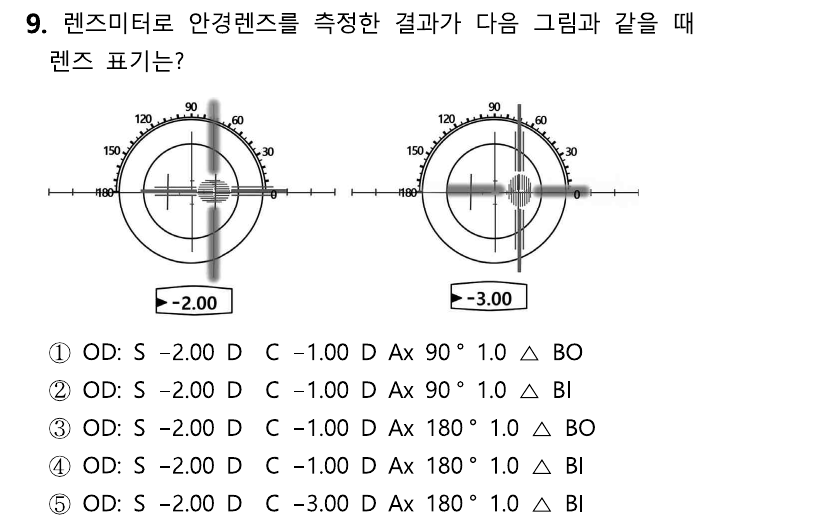 9. 렌즈미터로 안경렌즈를 측정한 결과가 다음 그림과 같을 때
렌즈 표기는?
90
120
60
150
30
180
0
▶-2.00
90
120
60
150
30
180
0
▶-3.00
① OD: S -2.00 D C -1.00 D Ax 90° 1.0 △ BO
② OD: S -2.00 D C -1.00 D Ax 90° 1.0 △ BI
③ OD: S -2.00 D C -1.00 D Ax 180° 1.0 △ BO
④ OD: S -2.00 D C -1.00 D Ax 180° 1.0 △ BI
⑤ OD: S -2.00 D C -3.00 D Ax 180° 1.0 △ BI